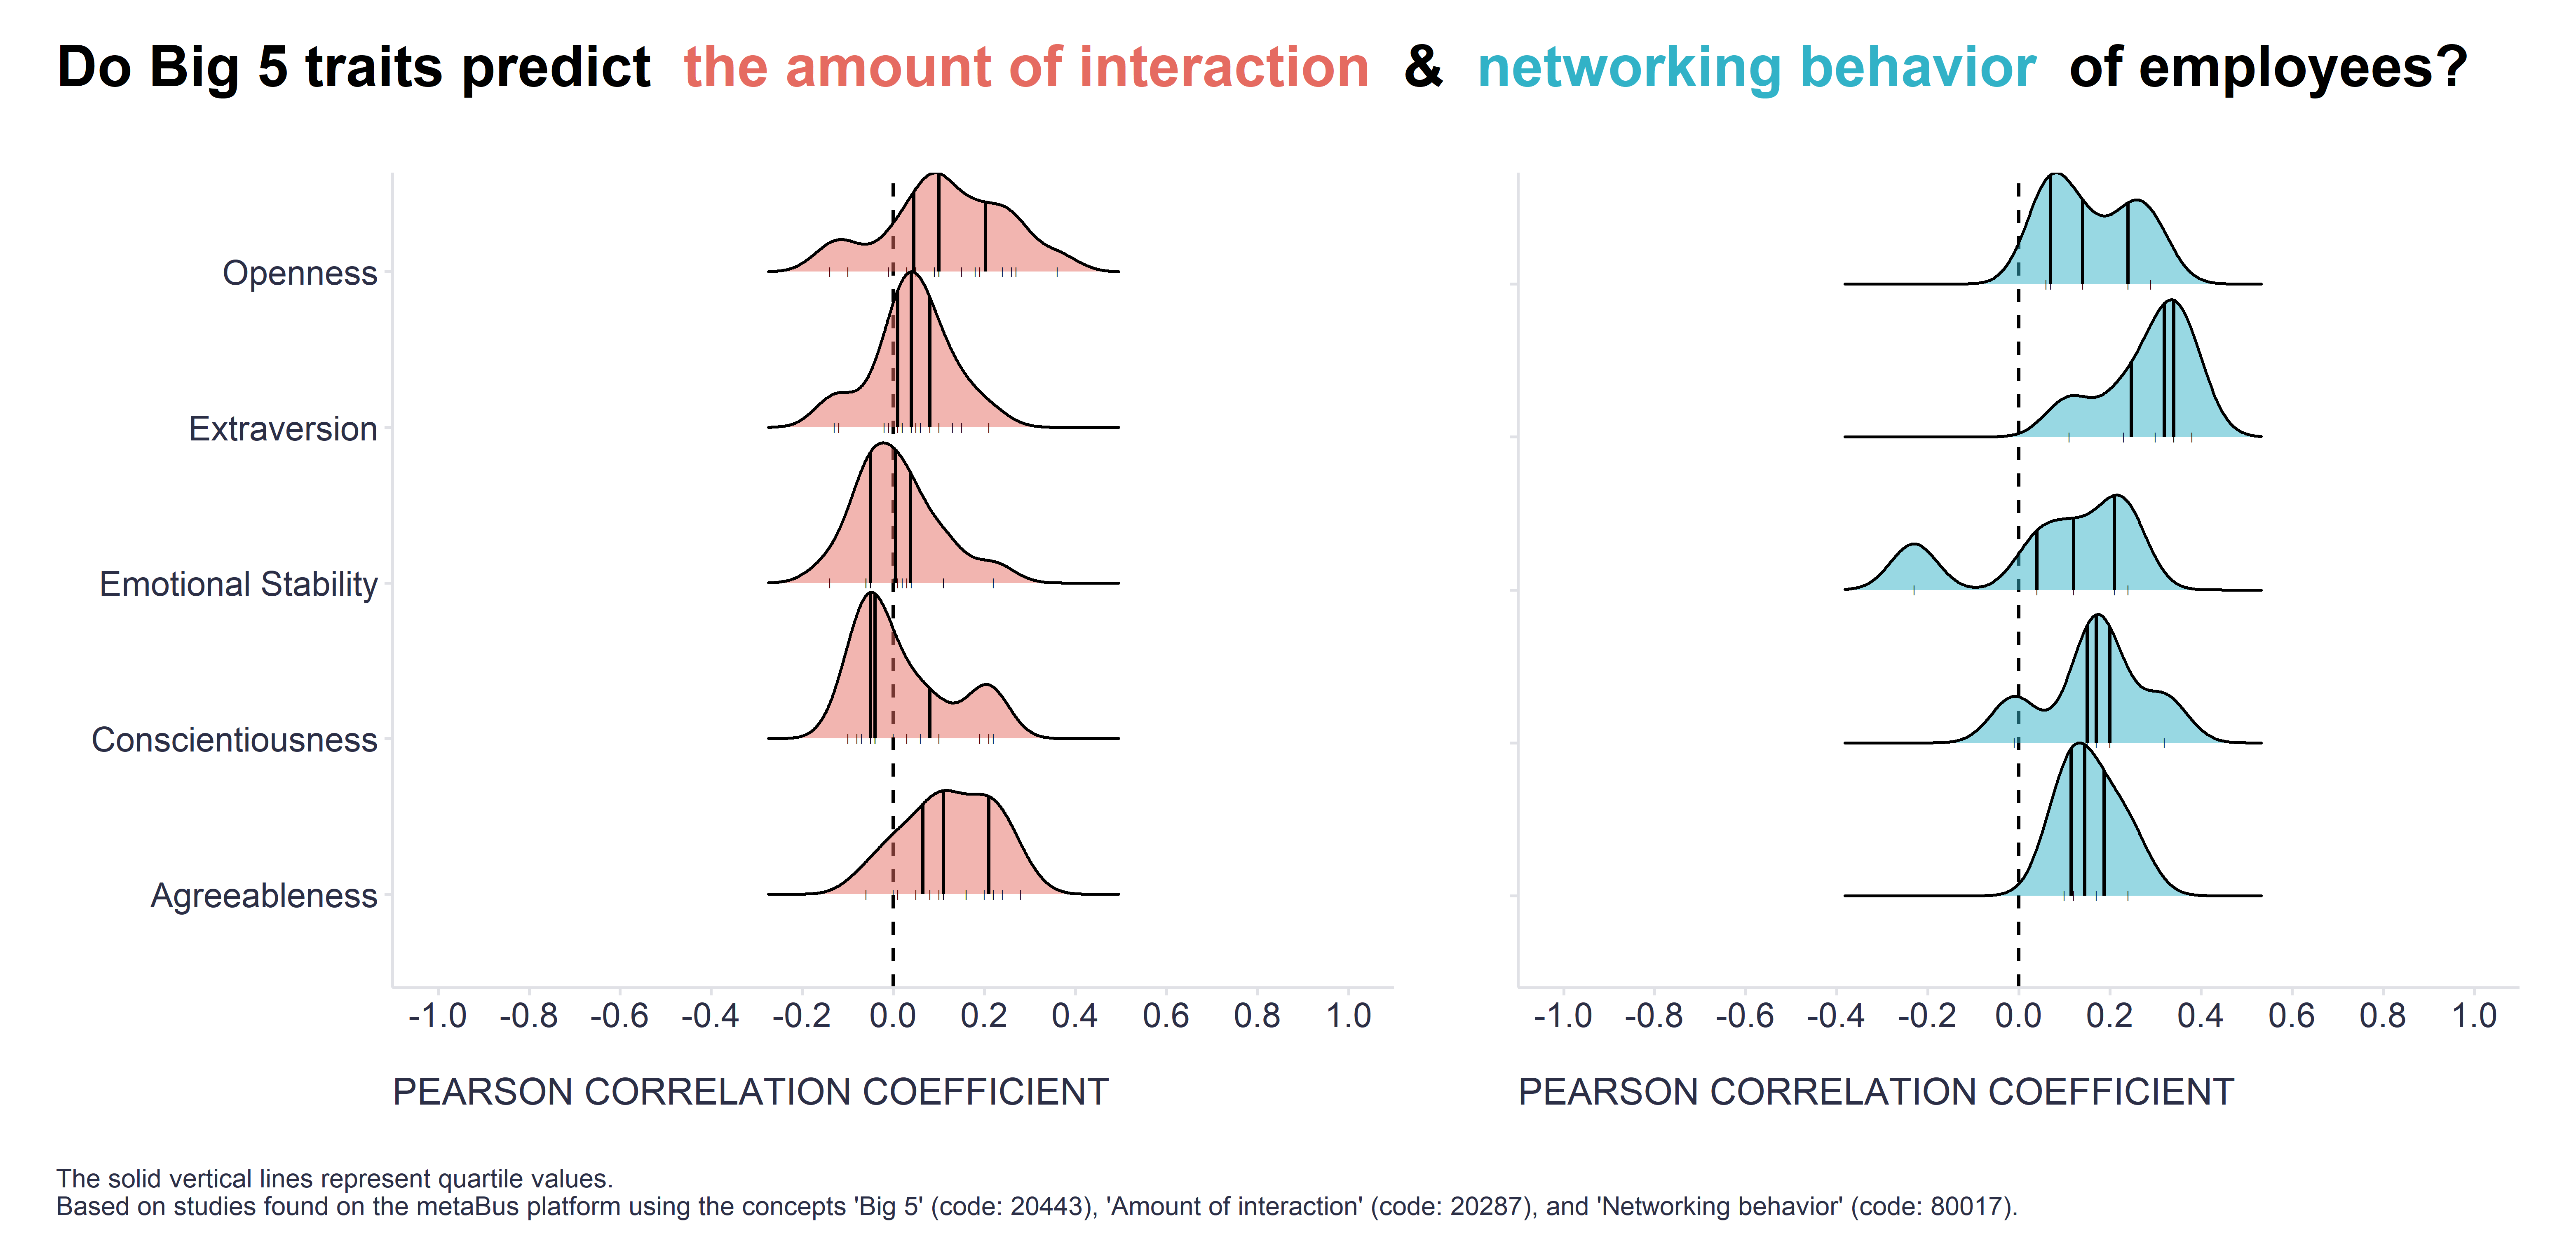 Do Big 5 traits predict the amount of interaction & networking behavior of employees?
Openness
Extraversion
Emotional Stability
Conscientiousness
Agreeableness
-1.0 -0.8 -0.6 -0.4 -0.2 0.0 0.2 0.4 0.6 0.8 1.0
-1.0 -0.8 -0.6 -0.4 -0.2 0.0 0.2 0.4 0.6 0.8 1.0
PEARSON CORRELATION COEFFICIENT
PEARSON CORRELATION COEFFICIENT
The solid vertical lines represent quartile values.
Based on studies found on the metaBus platform using the concepts 'Big 5' (code: 20443), 'Amount of interaction' (code: 20287), and 'Networking behavior' (code: 80017).